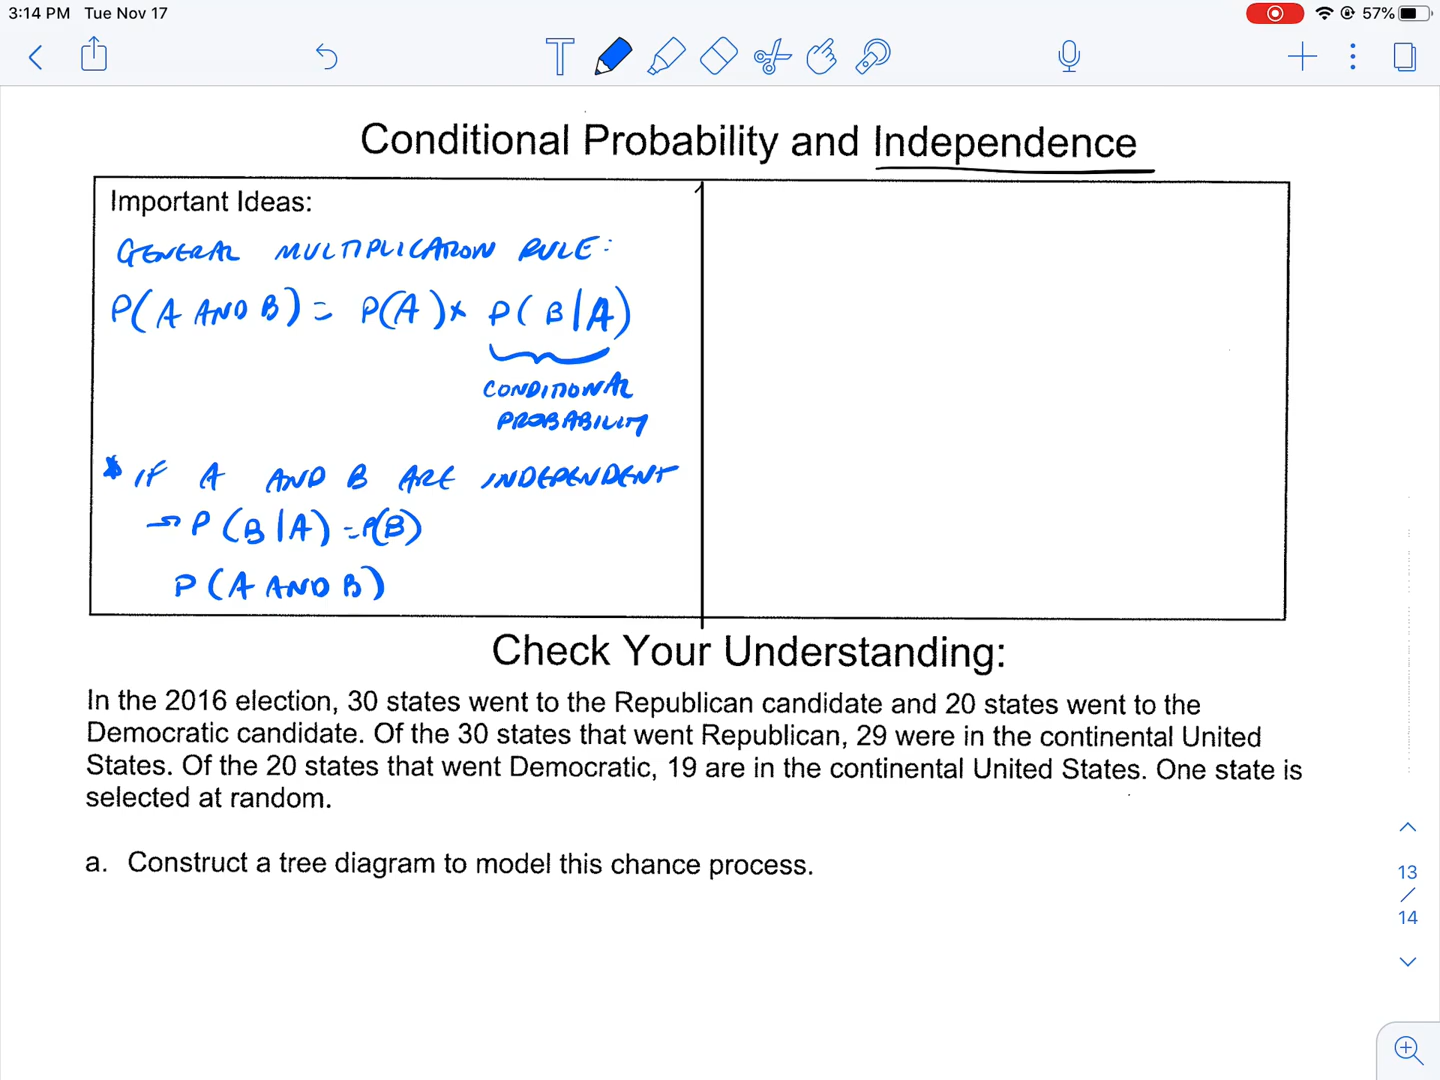 3:14 PM Tue Nov 17
57%
Conditional Probability and Independence
Important Ideas:
GENERAL MULTIPLICATION RULE:
P(A AND B) = P(A) × P(B|A)
CONDITIONAL
PROBABILITY
* IF A AND B ARE INDEPENDENT
→ P(B|A) = P(B)
P(A AND B)
Check Your Understanding:
In the 2016 election, 30 states went to the Republican candidate and 20 states went to the
Democratic candidate. Of the 30 states that went Republican, 29 were in the continental United
States. Of the 20 states that went Democratic, 19 are in the continental United States. One state is
selected at random.
a. Construct a tree diagram to model this chance process.
13
/
14